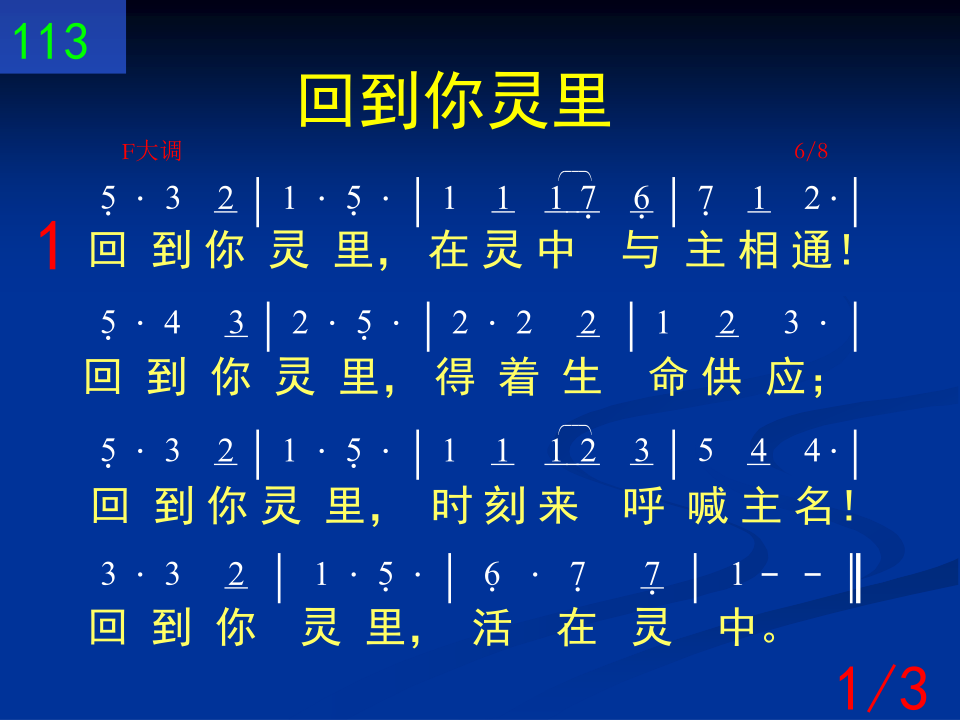 113
回到你灵里
F大调 6/8
5̣ · 3 2̲ | 1 · 5̣ · | 1 1̲ 1̲ 7̣̲ 6̣̲ | 7̣ 1̲ 2 · |
1 回 到 你 灵 里， 在 灵 中 与 主 相 通！
5̣ · 4 3̲ | 2 · 5̣ · | 2 · 2 2̲ | 1 2̲ 3 · |
回 到 你 灵 里， 得 着 生 命 供 应；
5̣ · 3 2̲ | 1 · 5̣ · | 1 1̲ 1̲ 2̲ 3̲ | 5 4̲ 4 · |
回 到 你 灵 里， 时 刻 来 呼 喊 主 名！
3 · 3 2̲ | 1 · 5̣ · | 6̣ · 7̣ 7̣̲ | 1 – – ‖
回 到 你 灵 里， 活 在 灵 中。
1/3